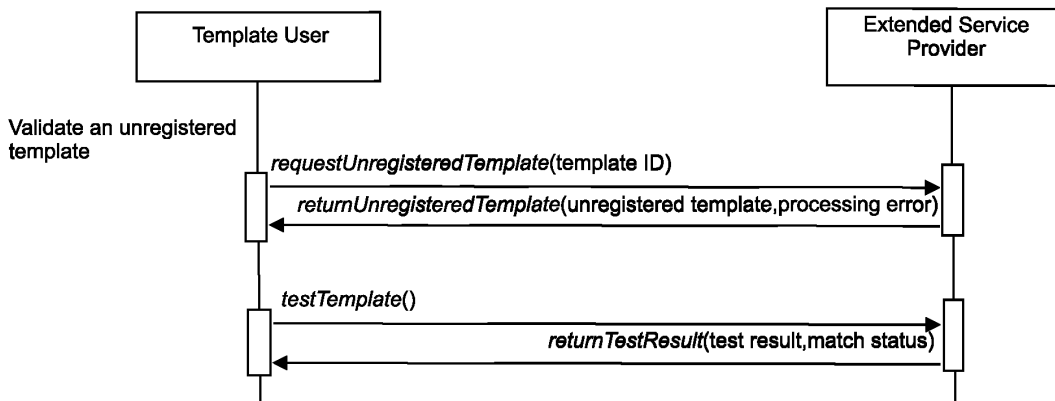 Template User
Extended Service
Provider
Validate an unregistered
template
requestUnregisteredTemplate(template ID)
returnUnregisteredTemplate(unregistered template,processing error)
testTemplate()
returnTestResult(test result,match status)